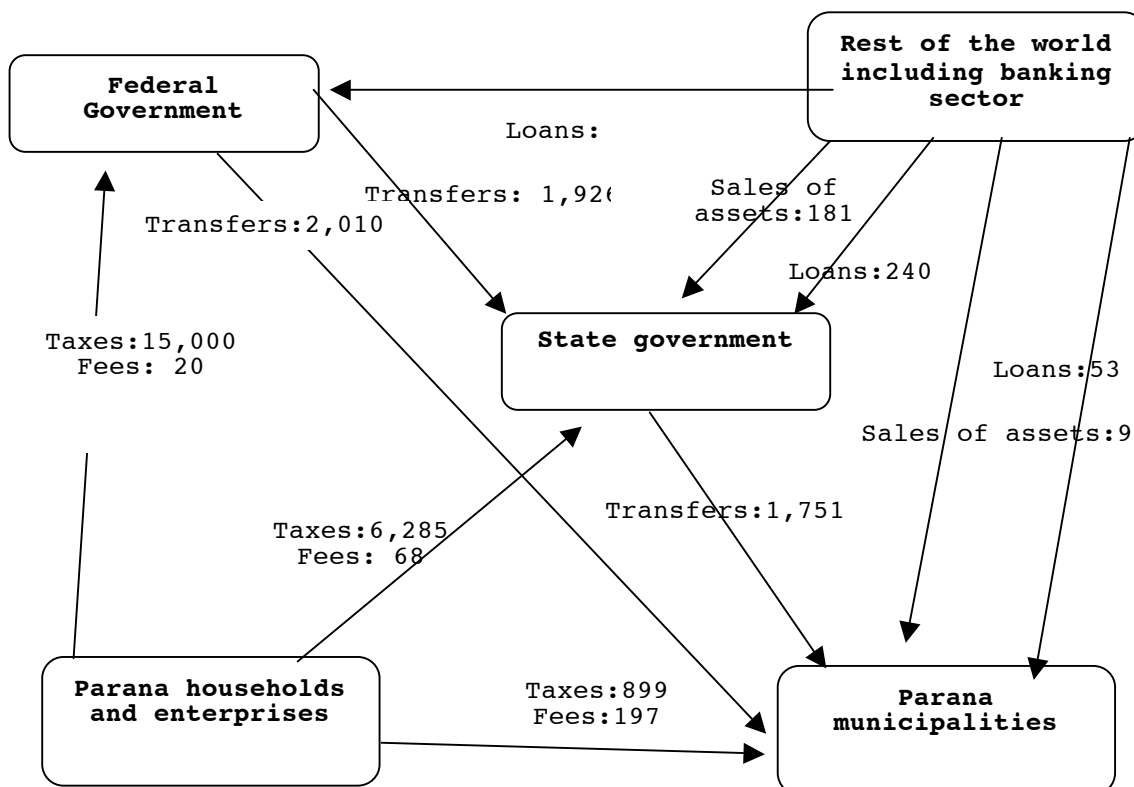 Rest of the world
including banking
sector
Federal
Government
Loans:
Transfers: 1,926
Sales of
assets:181
Transfers:2,010
Loans:240
Taxes:15,000
Fees: 20
State government
Loans:53
Sales of assets:9
Transfers:1,751
Taxes:6,285
Fees: 68
Parana households
and enterprises
Taxes:899
Fees:197
Parana
municipalities